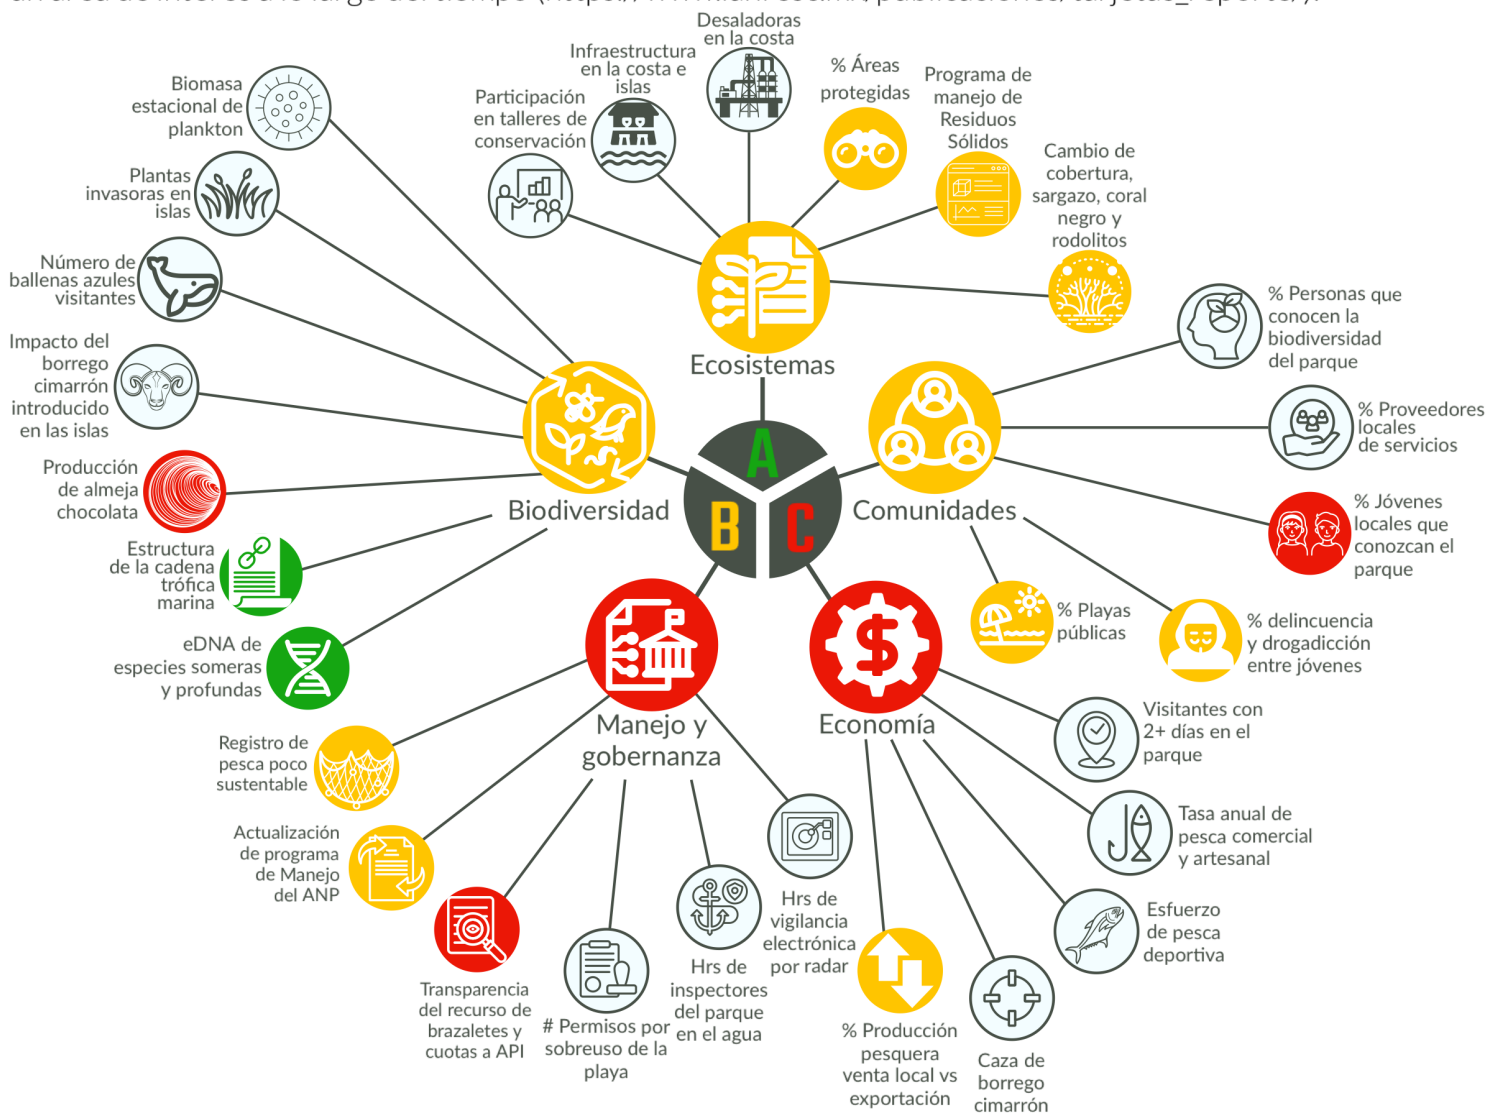 Desaladoras
en la costa
Infraestructura
en la costa e
islas
Participación
en talleres de
conservación
% Áreas
protegidas
Programa de
manejo de
Residuos
Sólidos
Cambio de
cobertura,
sargazo, coral
negro y
rodolitos
Biomasa
estacional de
plankton
Plantas
invasoras en
islas
Número de
ballenas azules
visitantes
Impacto del
borrego
cimarrón
introducido
en las islas
Producción
de almeja
chocolata
Estructura
de la cadena
trófica
marina
eDNA de
especies someras
y profundas
Ecosistemas
Biodiversidad
Comunidades
A
B
C
% Personas que
conocen la
biodiversidad
del parque
% Proveedores
locales
de servicios
% Jóvenes
locales que
conozcan el
parque
% Playas
públicas
% delincuencia
y drogadicción
entre jóvenes
Manejo y
gobernanza
Economía
$
Registro de
pesca poco
sustentable
Actualización
de programa
de Manejo
del ANP
Transparencia
del recurso de
brazaletes y
cuotas a API
# Permisos por
sobreuso de la
playa
Hrs de
inspectores
del parque
en el agua
Hrs de
vigilancia
electrónica
por radar
Visitantes con
2+ días en el
parque
Tasa anual de
pesca comercial
y artesanal
Esfuerzo
de pesca
deportiva
Caza de
borrego
cimarrón
% Producción
pesquera
venta local vs
exportación